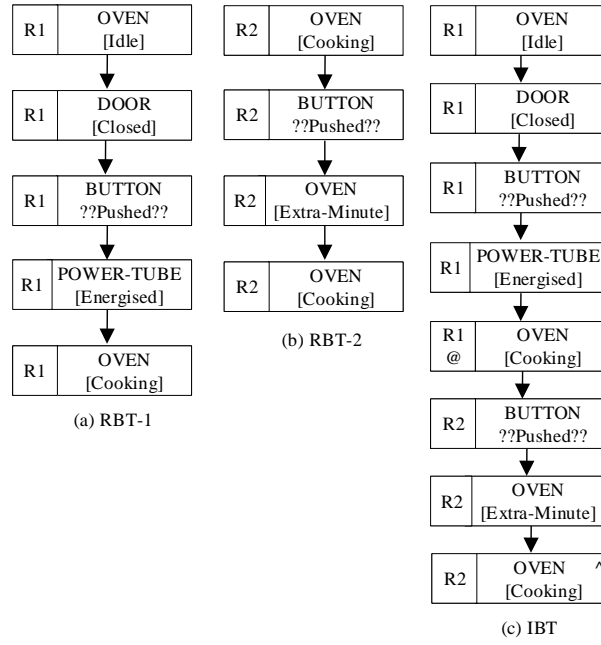 R1 OVEN
[Idle]
R1 DOOR
[Closed]
R1 BUTTON
??Pushed??
R1 POWER-TUBE
[Energised]
R1 OVEN
[Cooking]
(a) RBT-1
R2 OVEN
[Cooking]
R2 BUTTON
??Pushed??
R2 OVEN
[Extra-Minute]
R2 OVEN
[Cooking]
(b) RBT-2
R1 OVEN
[Idle]
R1 DOOR
[Closed]
R1 BUTTON
??Pushed??
R1 POWER-TUBE
[Energised]
R1 OVEN
@ [Cooking]
R2 BUTTON
??Pushed??
R2 OVEN
[Extra-Minute]
R2 OVEN ^
[Cooking]
(c) IBT